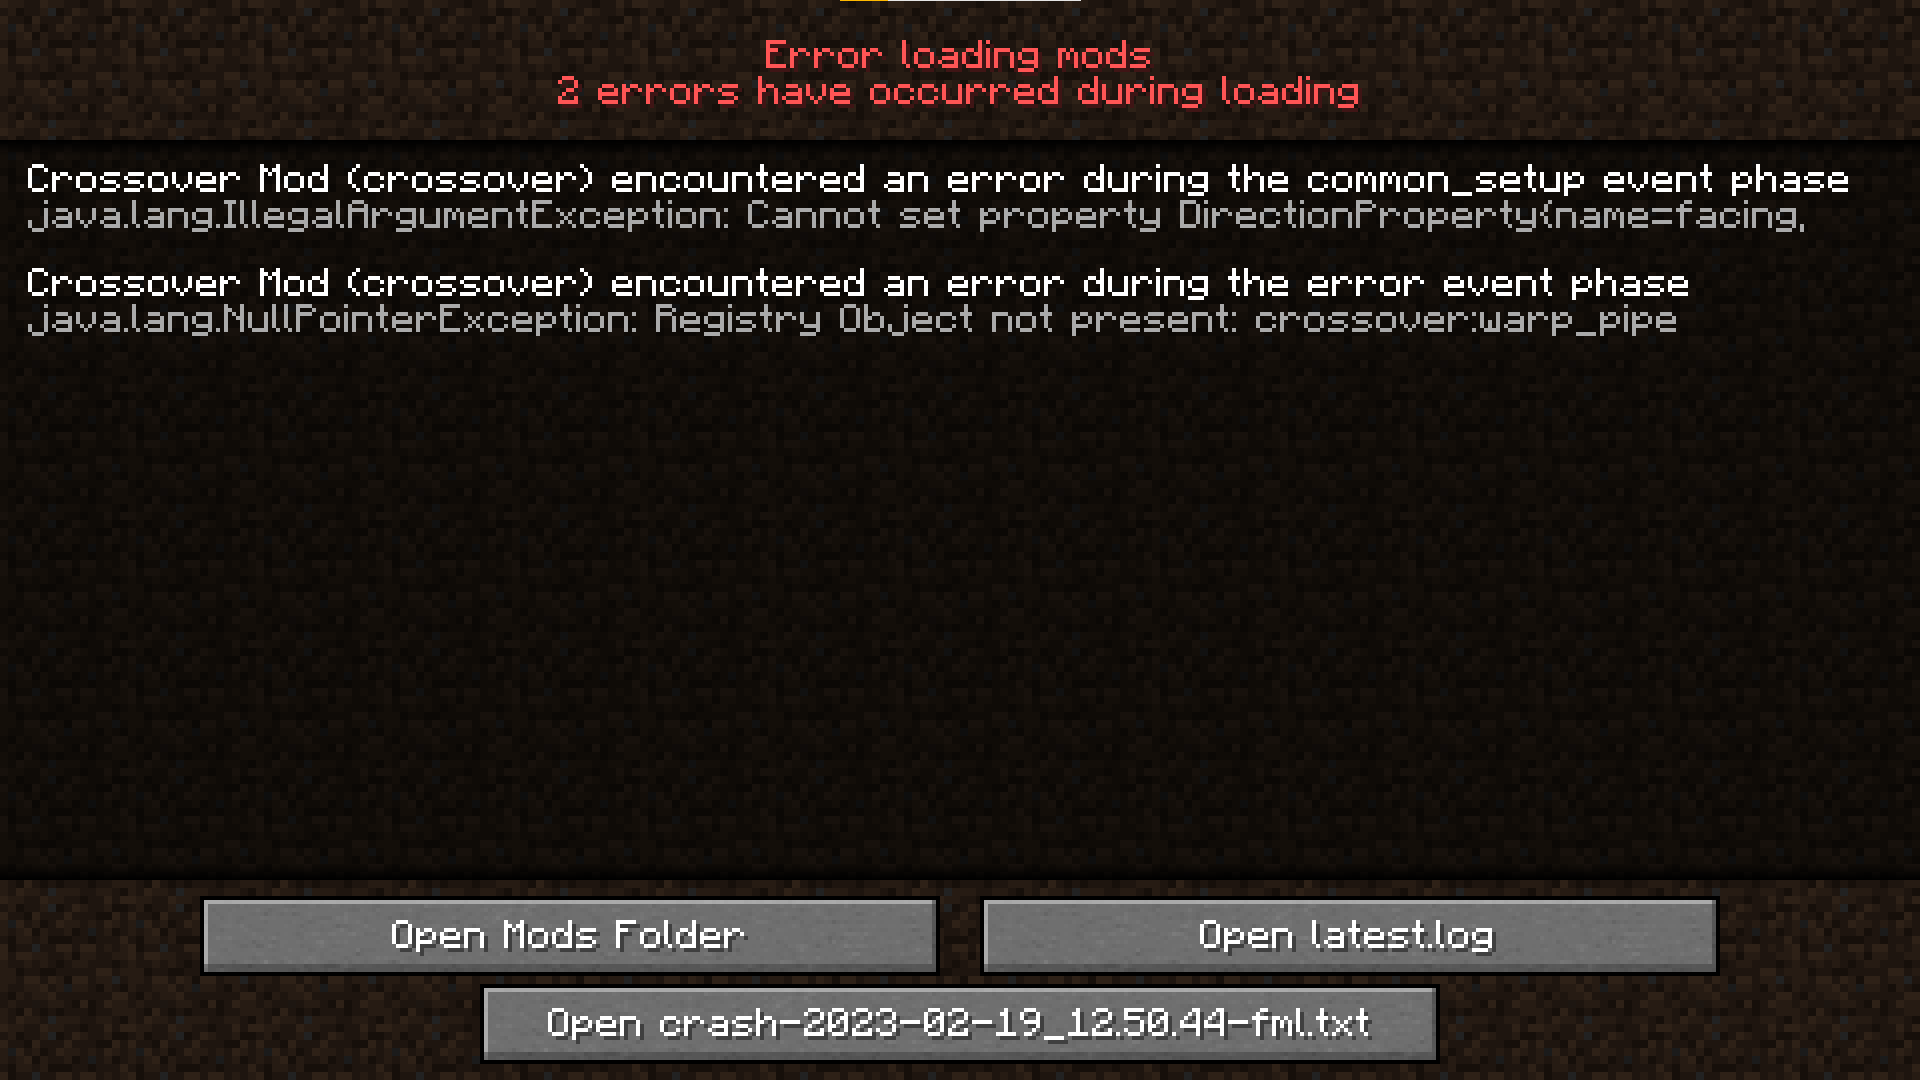 Error loading mods
2 errors have occurred during loading
Crossover Mod (crossover) encountered an error during the common_setup event phase
java.lang.IllegalArgumentException: Cannot set property DirectionProperty{name=facing,
Crossover Mod (crossover) encountered an error during the error event phase
java.lang.NullPointerException: Registry Object not present: crossover:warp_pipe
Open Mods Folder
Open latest.log
Open crash-2023-02-19_12.50.44-fml.txt